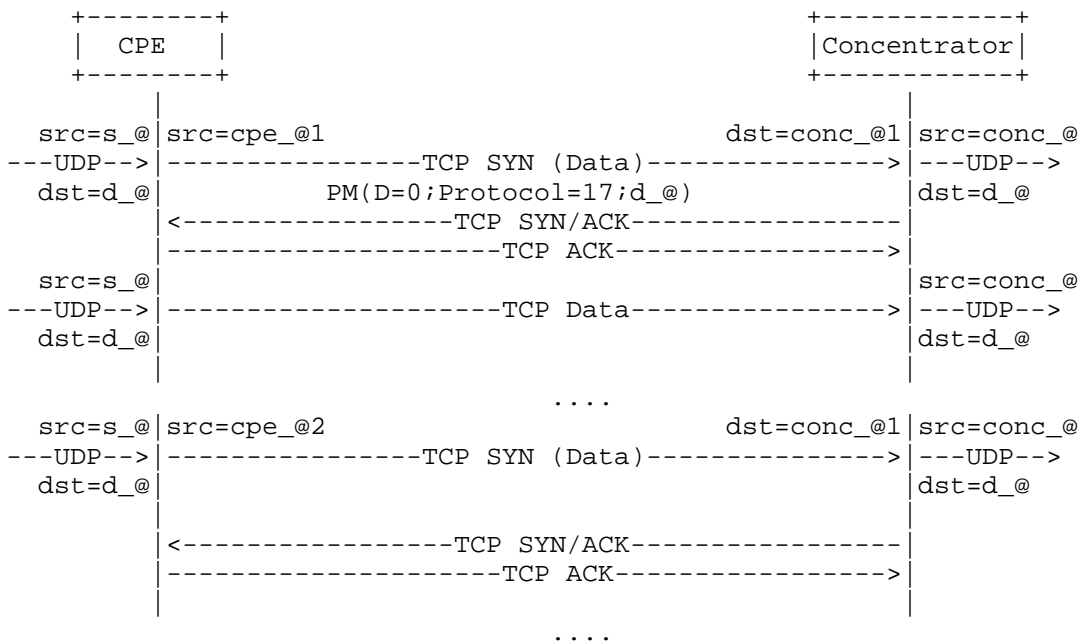 +--------+                                    +------------+
|  CPE   |                                    |Concentrator|
+--------+                                    +------------+
|                                              |
src=s_@|src=cpe_@1                         dst=conc_@1|src=conc_@
---UDP-->|----------------TCP SYN (Data)--------------->|---UDP-->
dst=d_@|          PM(D=0;Protocol=17;d_@)             |dst=d_@
|<-----------------TCP SYN/ACK-----------------|
|---------------------TCP ACK----------------->|
src=s_@|                                              |src=conc_@
---UDP-->|---------------------TCP Data---------------->|---UDP-->
dst=d_@|                                              |dst=d_@
|                                              |
....
src=s_@|src=cpe_@2                         dst=conc_@1|src=conc_@
---UDP-->|----------------TCP SYN (Data)--------------->|---UDP-->
dst=d_@|                                              |dst=d_@
|                                              |
|<-----------------TCP SYN/ACK-----------------|
|---------------------TCP ACK----------------->|
|                                              |
....